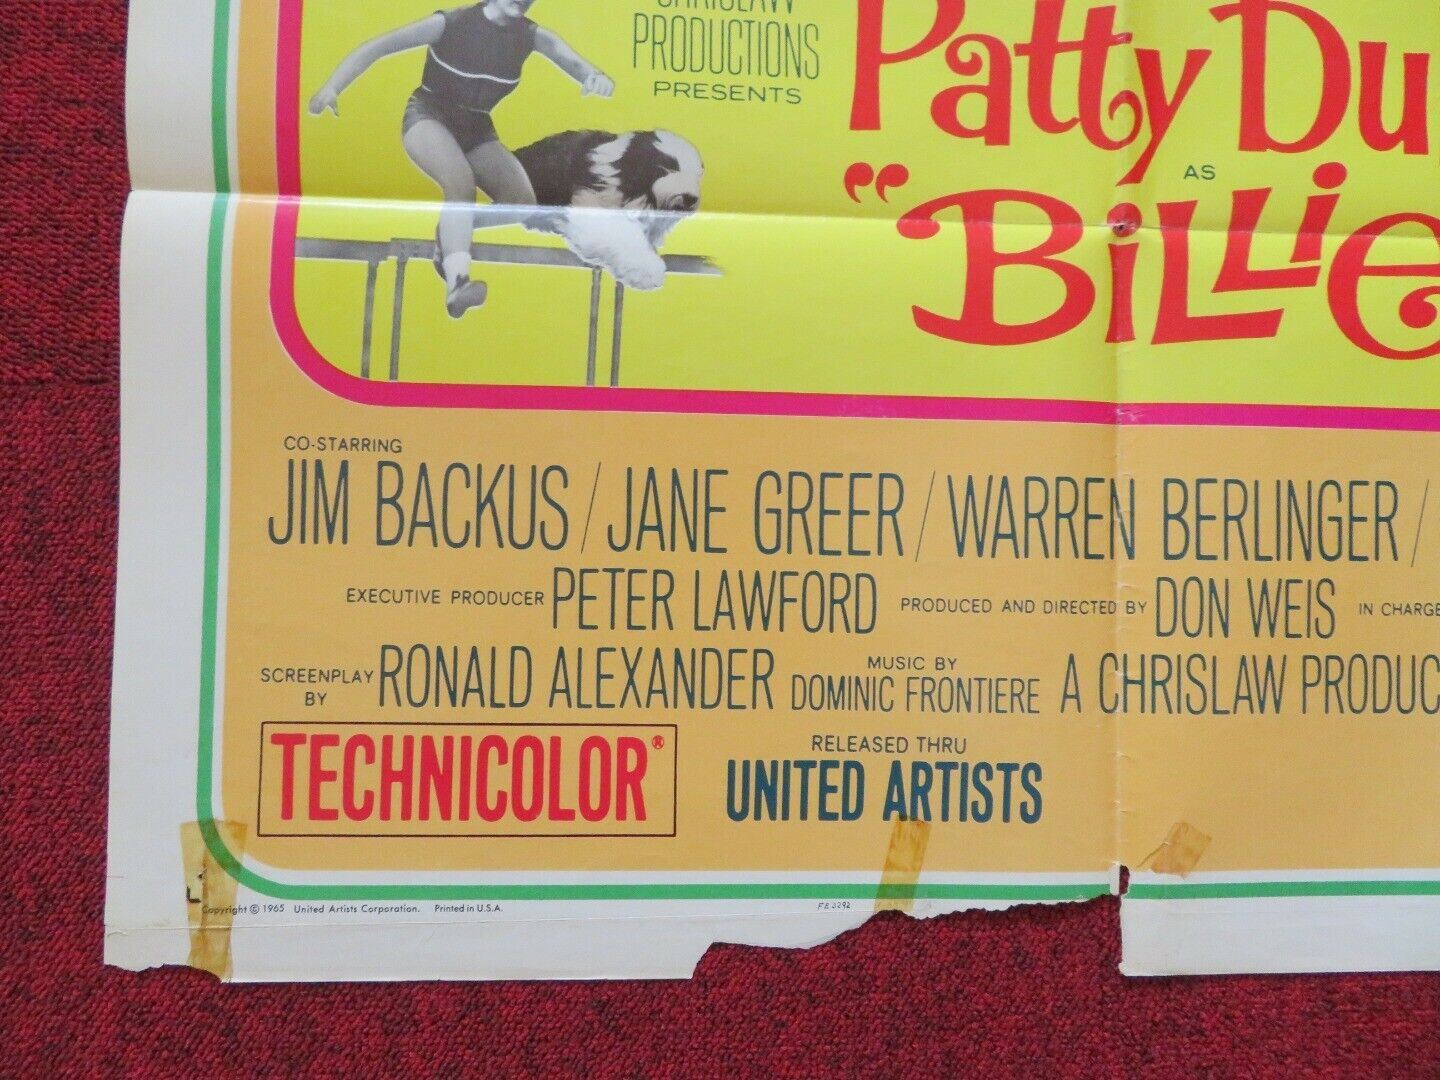 PRODUCTIONS
PRESENTS
Patty Du
AS
“BiLLie
CO-STARRING
JIM BACKUS / JANE GREER / WARREN BERLINGER /
EXECUTIVE PRODUCER PETER LAWFORD PRODUCED AND DIRECTED BY DON WEIS IN CHARGE
SCREENPLAY BY RONALD ALEXANDER MUSIC BY DOMINIC FRONTIERE A CHRISLAW PRODUC
TECHNICOLOR®
RELEASED THRU
UNITED ARTISTS
Copyright © 1965 United Artists Corporation. Printed in U.S.A.